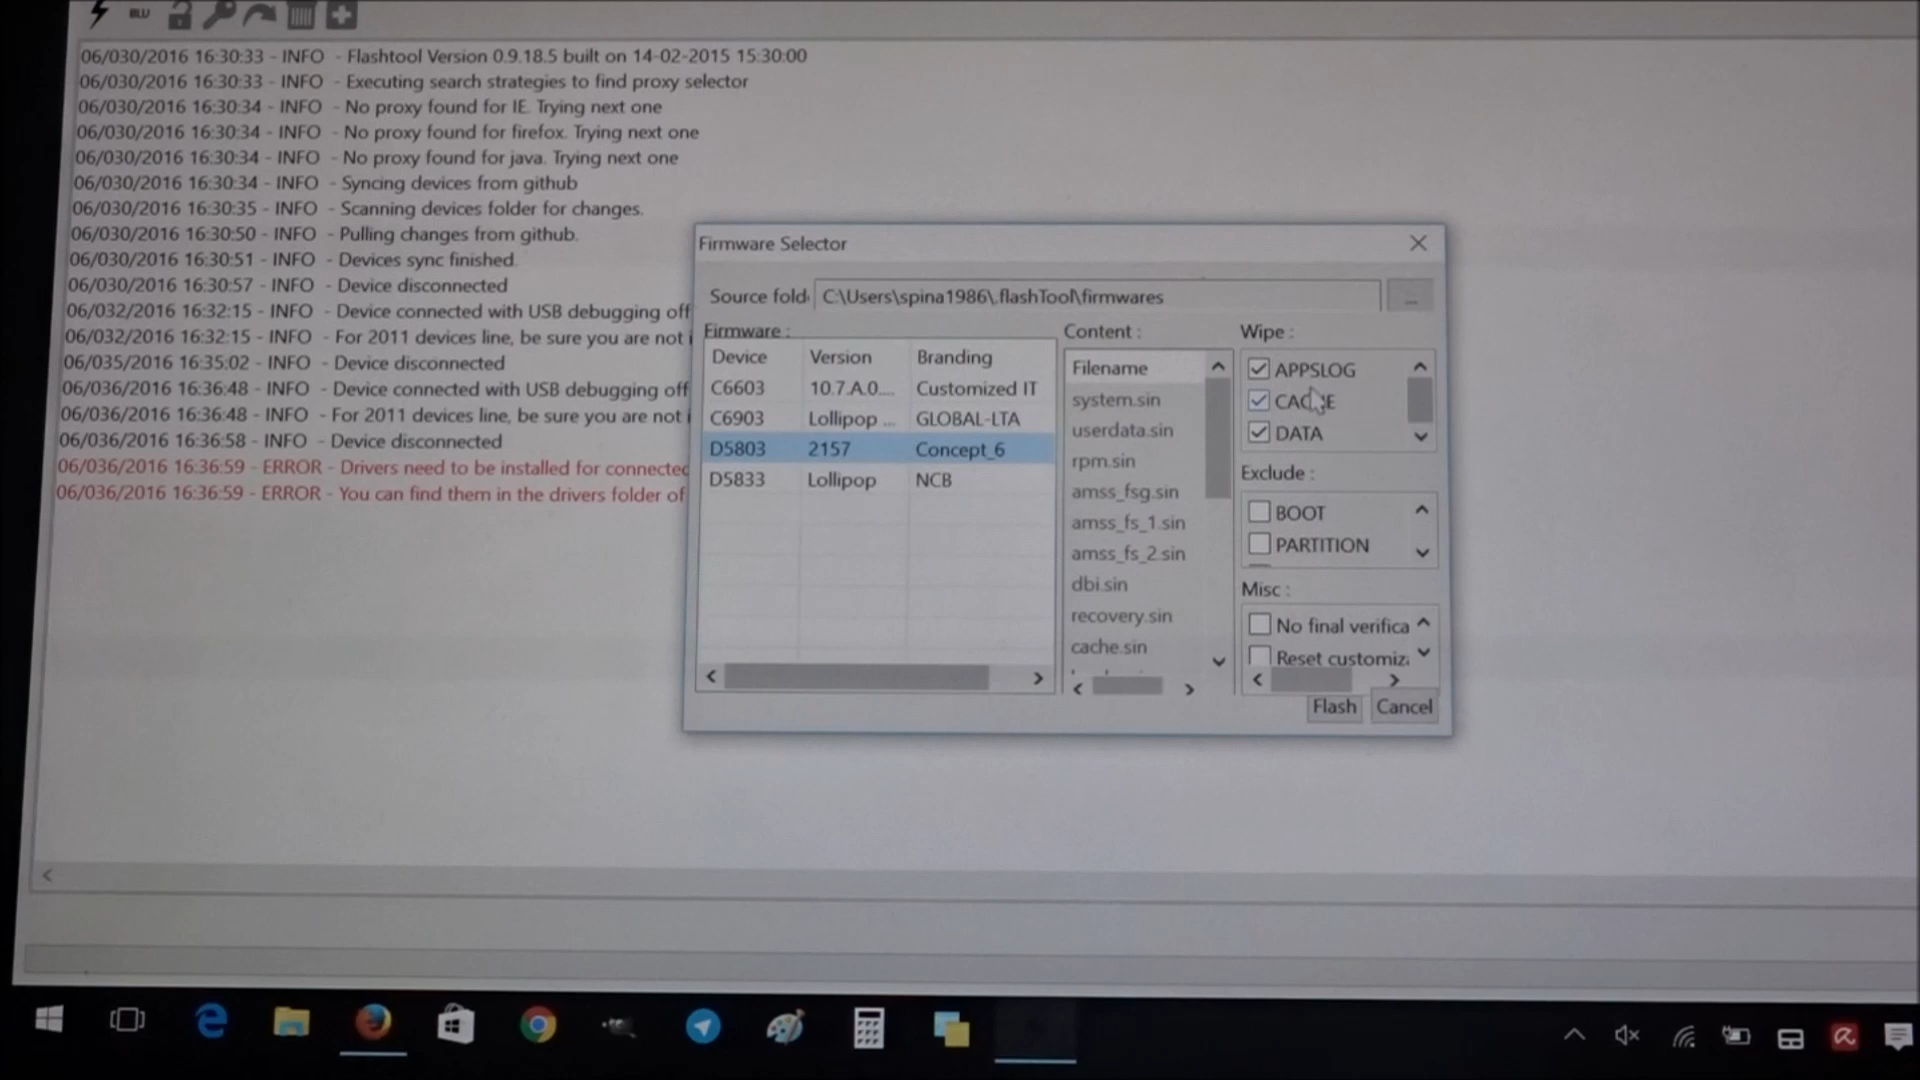 BLU
06/030/2016 16:30:33 - INFO - Flashtool Version 0.9.18.5 built on 14-02-2015 15:30:00
06/030/2016 16:30:33 - INFO - Executing search strategies to find proxy selector
06/030/2016 16:30:34 - INFO - No proxy found for IE. Trying next one
06/030/2016 16:30:34 - INFO - No proxy found for firefox. Trying next one
06/030/2016 16:30:34 - INFO - No proxy found for java. Trying next one
06/030/2016 16:30:34 - INFO - Syncing devices from github
06/030/2016 16:30:35 - INFO - Scanning devices folder for changes.
06/030/2016 16:30:50 - INFO - Pulling changes from github.
06/030/2016 16:30:51 - INFO - Devices sync finished.
06/030/2016 16:30:57 - INFO - Device disconnected
06/032/2016 16:32:15 - INFO - Device connected with USB debugging off
06/032/2016 16:32:15 - INFO - For 2011 devices line, be sure you are not i
06/035/2016 16:35:02 - INFO - Device disconnected
06/036/2016 16:36:48 - INFO - Device connected with USB debugging off
06/036/2016 16:36:48 - INFO - For 2011 devices line, be sure you are not i
06/036/2016 16:36:58 - INFO - Device disconnected
06/036/2016 16:36:59 - ERROR - Drivers need to be installed for connected
06/036/2016 16:36:59 - ERROR - You can find them in the drivers folder of
Firmware Selector
Source fold C:\Users\spina1986\.flashTool\firmwares ...
Firmware :
Device Version Branding
C6603 10.7.A.0.... Customized IT
C6903 Lollipop ... GLOBAL-LTA
D5803 2157 Concept_6
D5833 Lollipop NCB
Content :
Filename
system.sin
userdata.sin
rpm.sin
amss_fsg.sin
amss_fs_1.sin
amss_fs_2.sin
dbi.sin
recovery.sin
cache.sin
Wipe :
APPSLOG
CACHE
DATA
Exclude :
BOOT
PARTITION
Misc :
No final verifica
Reset customiz
Flash Cancel